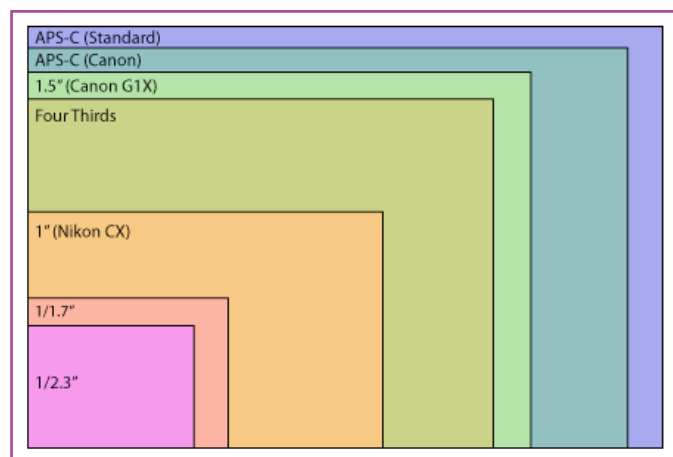 APS-C (Standard)
APS-C (Canon)
1.5” (Canon G1X)
Four Thirds
1” (Nikon CX)
1/1.7”
1/2.3”